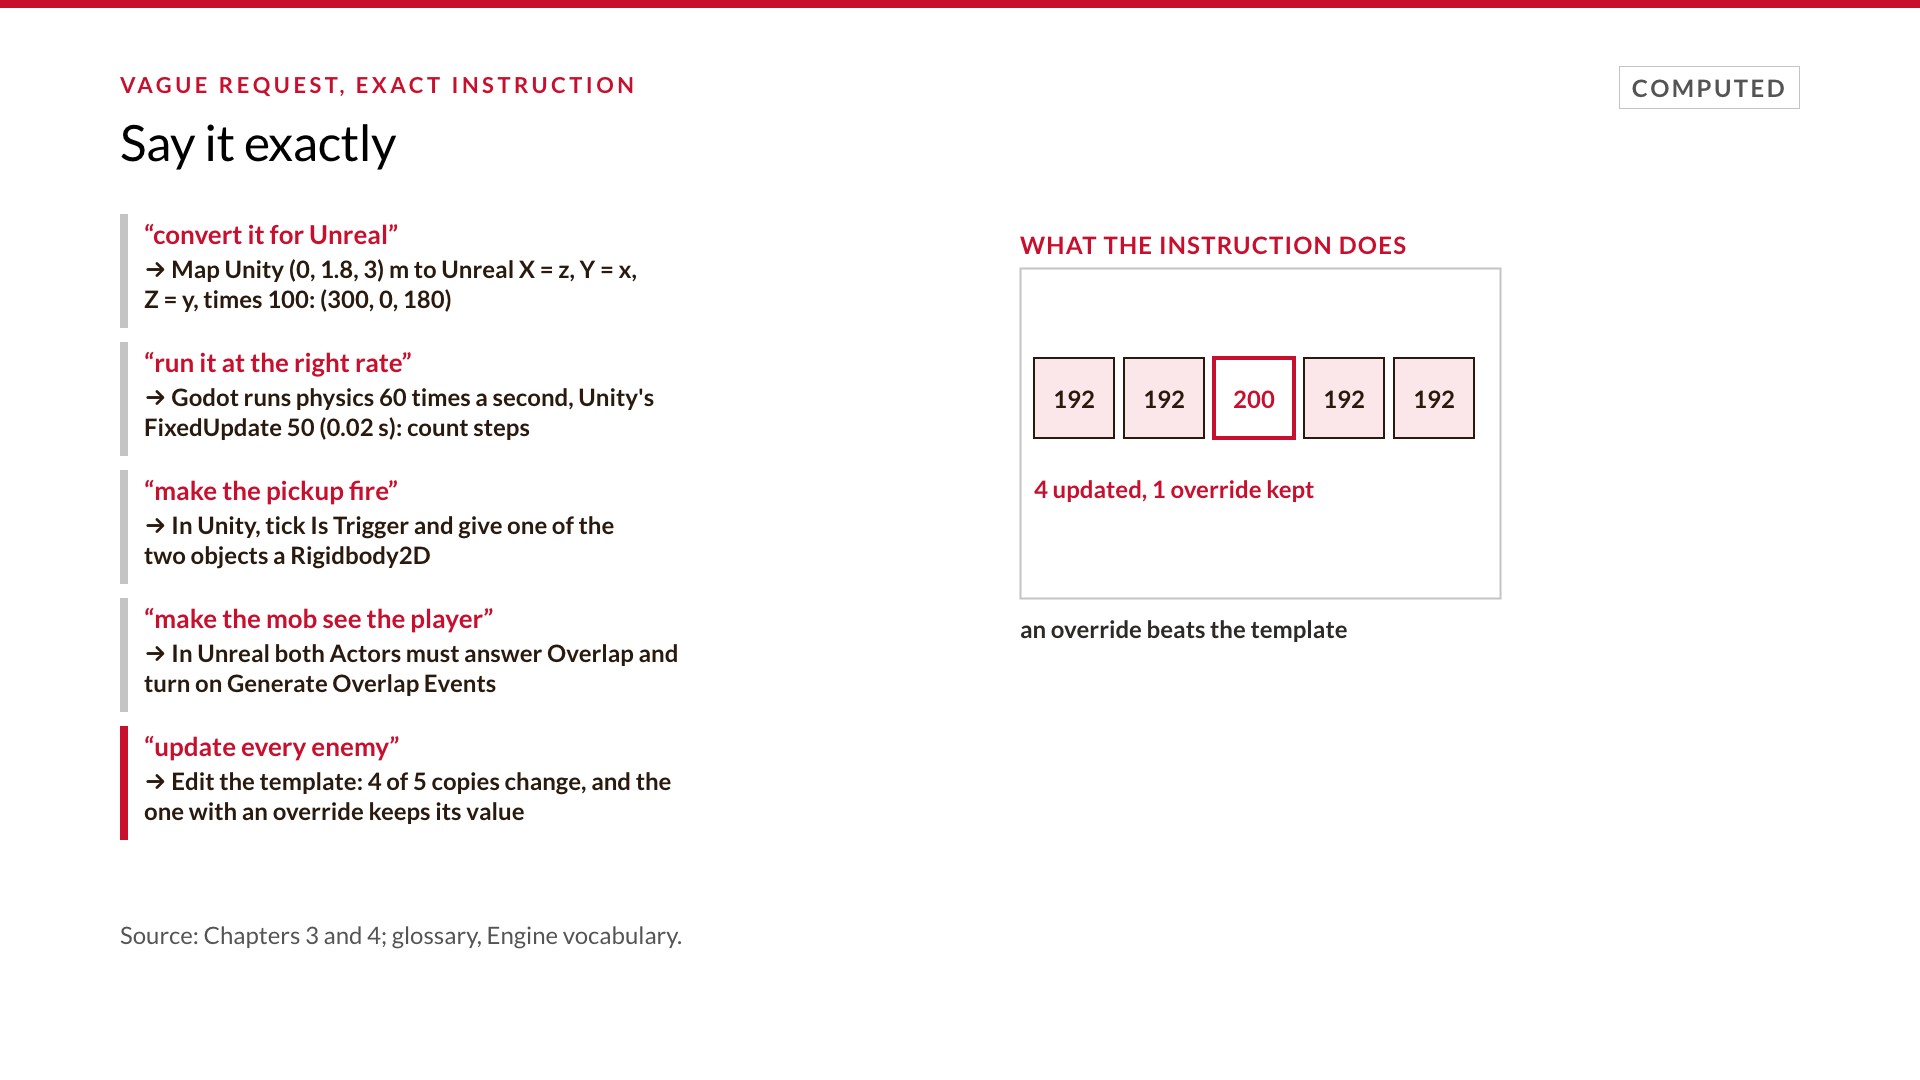 VAGUE REQUEST, EXACT INSTRUCTION
COMPUTED
Say it exactly
“convert it for Unreal”
→ Map Unity (0, 1.8, 3) m to Unreal X = z, Y = x,
Z = y, times 100: (300, 0, 180)
“run it at the right rate”
→ Godot runs physics 60 times a second, Unity's
FixedUpdate 50 (0.02 s): count steps
“make the pickup fire”
→ In Unity, tick Is Trigger and give one of the
two objects a Rigidbody2D
“make the mob see the player”
→ In Unreal both Actors must answer Overlap and
turn on Generate Overlap Events
“update every enemy”
→ Edit the template: 4 of 5 copies change, and the
one with an override keeps its value
WHAT THE INSTRUCTION DOES
192 192 200 192 192
4 updated, 1 override kept
an override beats the template
Source: Chapters 3 and 4; glossary, Engine vocabulary.